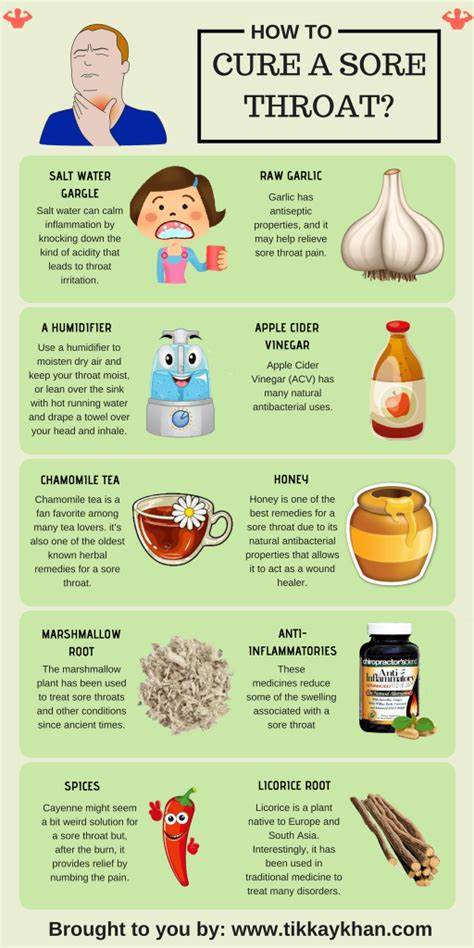 HOW TO
CURE A SORE
THROAT?
SALT WATER
GARGLE
Salt water can calm
inflammation by
knocking down the
kind of acidity that
leads to throat
irritation.
RAW GARLIC
Garlic has
antiseptic
properties, and it
may help relieve
sore throat pain.
A HUMIDIFIER
Use a humidifier to
moisten dry air and
keep your throat moist,
or lean over the sink
with hot running water
and drape a towel over
your head and inhale.
APPLE CIDER
VINEGAR
Apple Cider
Vinegar (ACV) has
many natural
antibacterial uses.
CHAMOMILE TEA
Chamomile tea is a
fan favorite among
many tea lovers. it's
also one of the oldest
known herbal
remedies for a sore
throat.
HONEY
Honey is one of the
best remedies for a
sore throat due to its
natural antibacterial
properties that allows
it to act as a wound
healer.
MARSHMALLOW
ROOT
The marshmallow
plant has been used
to treat sore throats
and other conditions
since ancient times.
ANTI-
INFLAMMATORIES
These
medicines reduce
some of the swelling
associated with a
sore throat
chiropractor's blend
Anti
Inflammatory
SPICES
Cayenne might seem
a bit weird solution for
a sore throat but,
after the burn, it
provides relief by
numbing the pain.
LICORICE ROOT
Licorice is a plant
native to Europe and
South Asia.
Interestingly, it has
been used in
traditional medicine to
treat many disorders.
Brought to you by: www.tikkaykhan.com